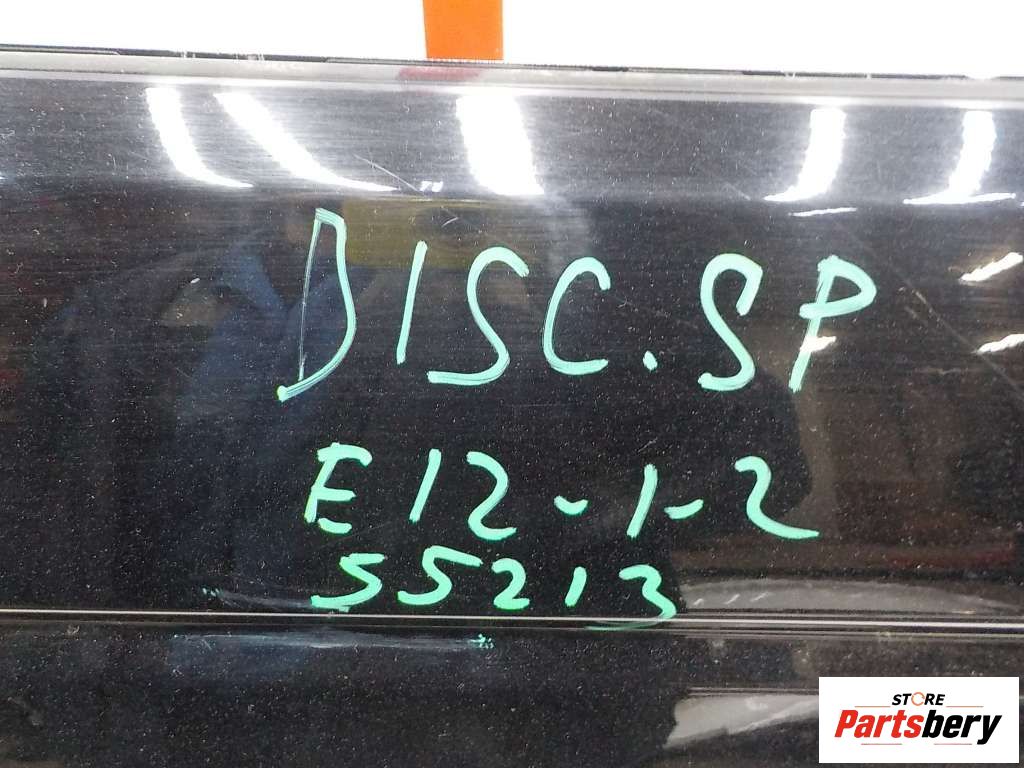 DISC.SP
E12-1-2
55213
STORE
Partsbery